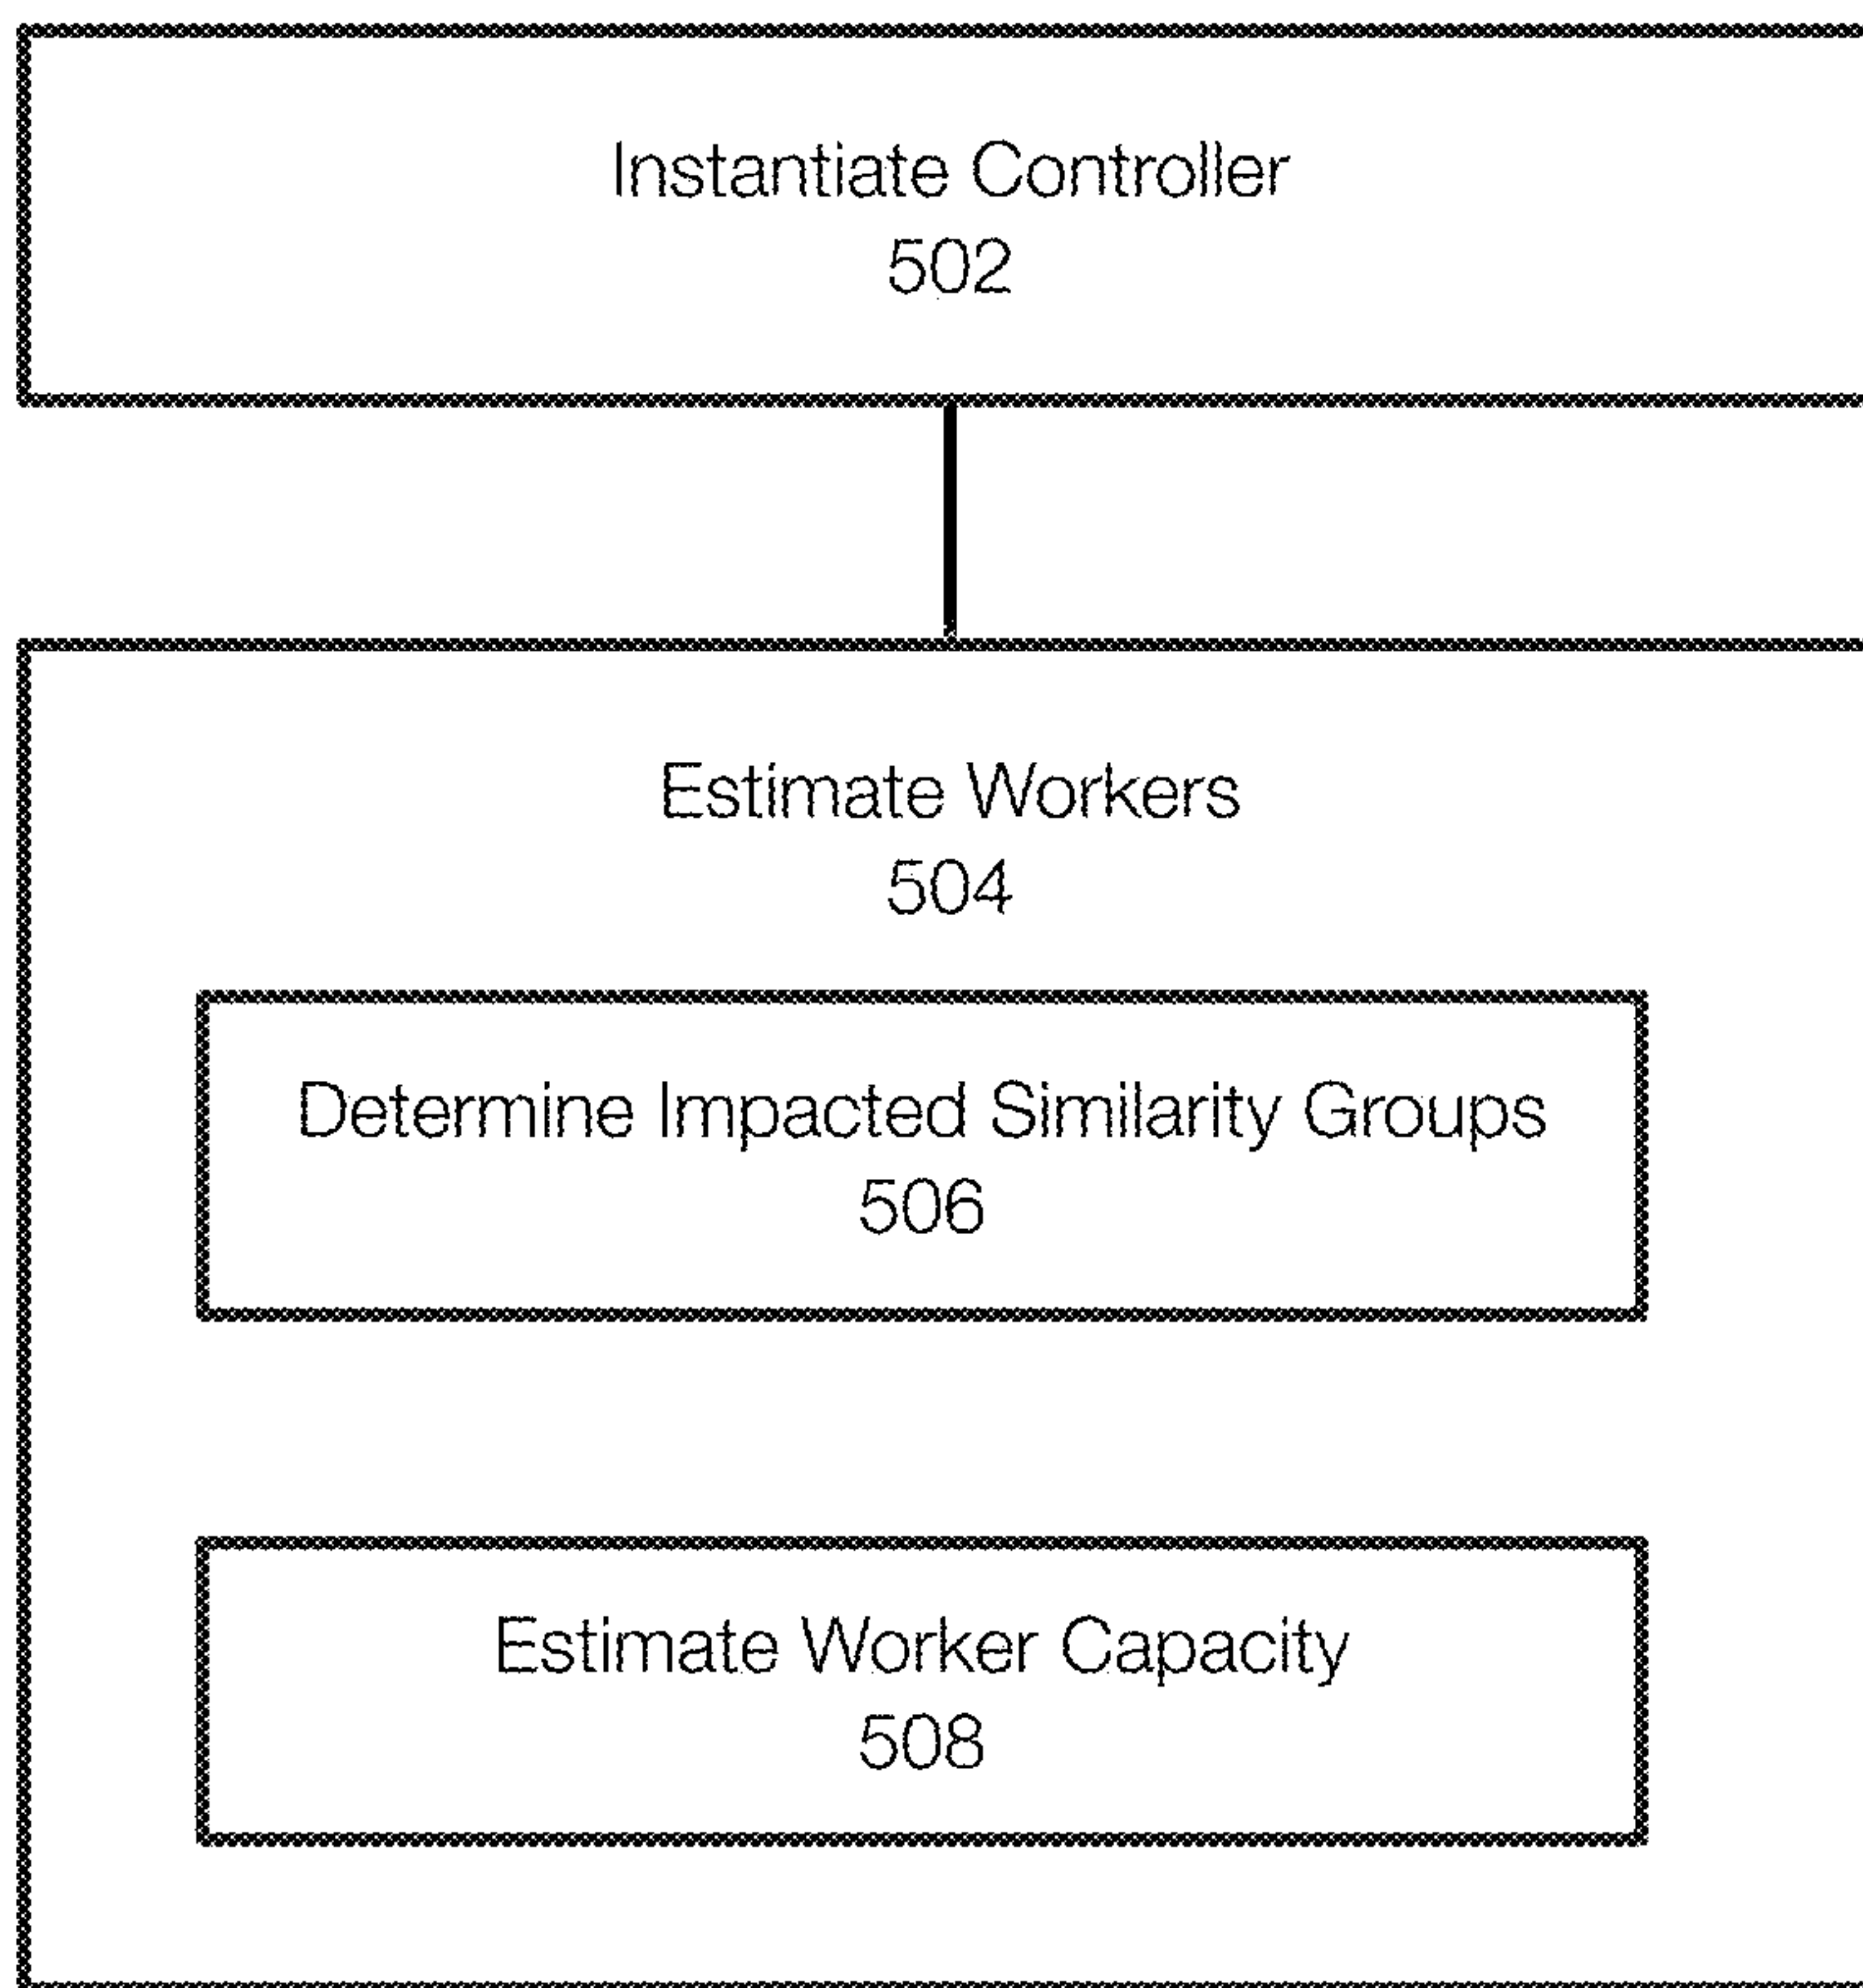 Instantiate Controller
502
Estimate Workers
504
Determine Impacted Similarity Groups
506
Estimate Worker Capacity
508